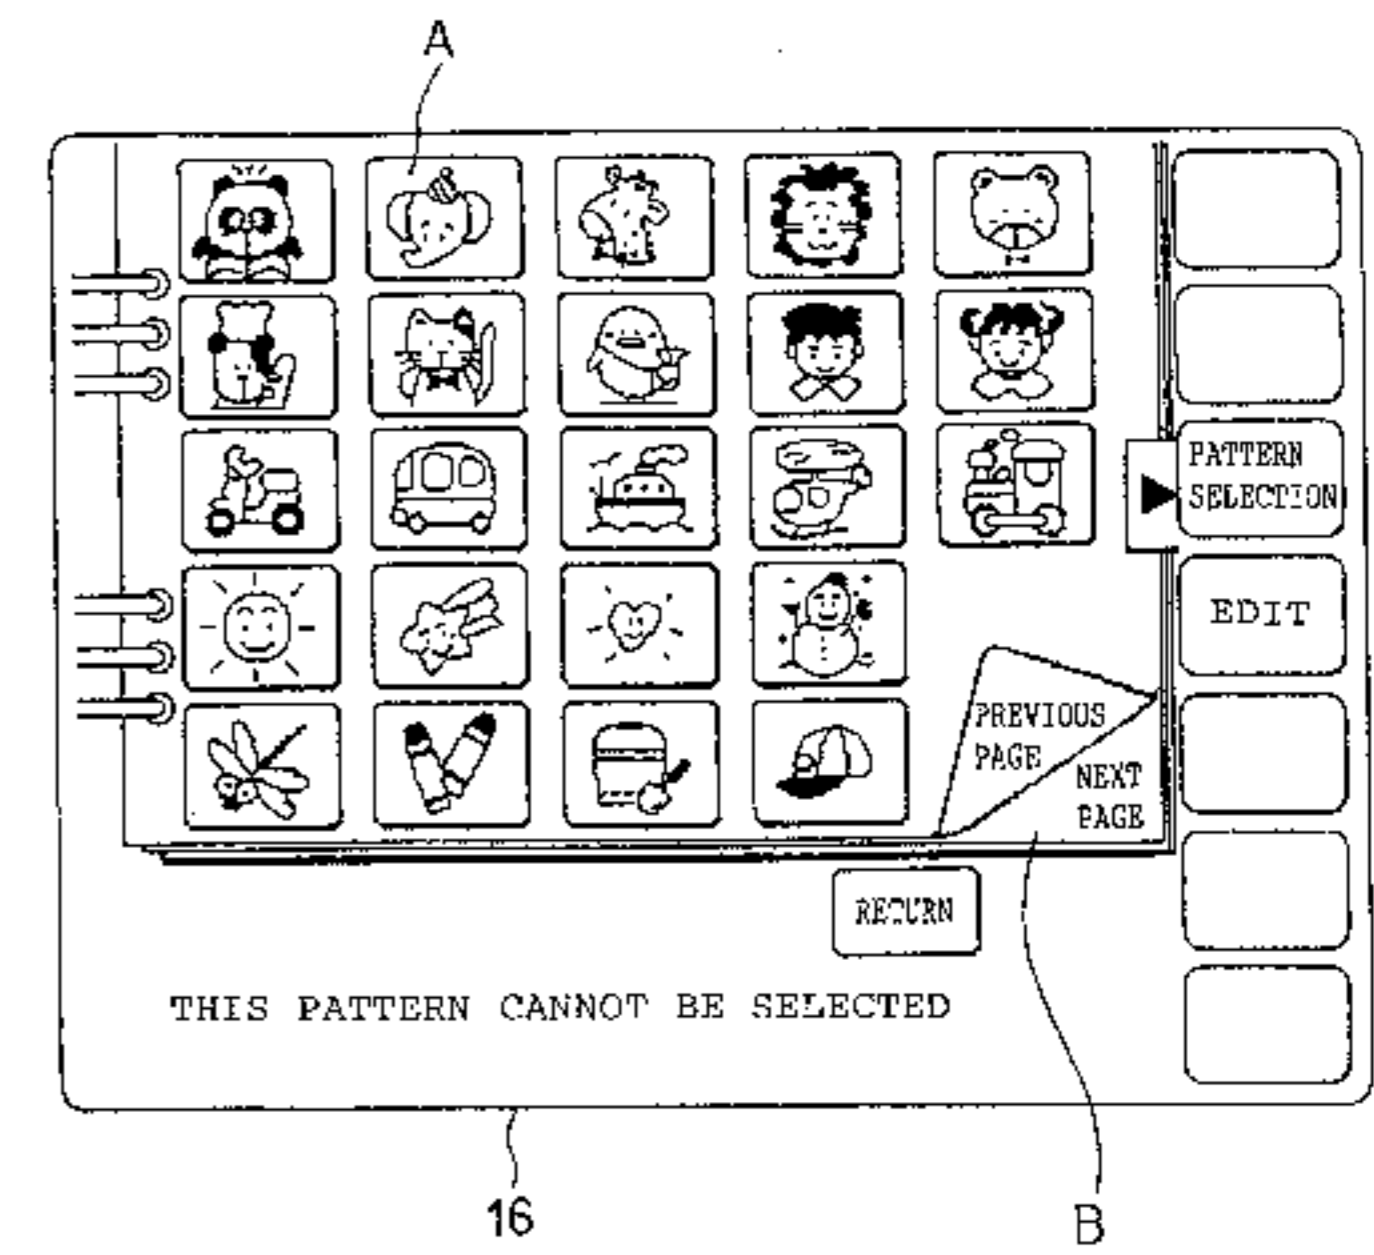 A
PATTERN
SELECTION
EDIT
PREVIOUS
PAGE
NEXT
PAGE
RETURN
THIS PATTERN CANNOT BE SELECTED
16
B